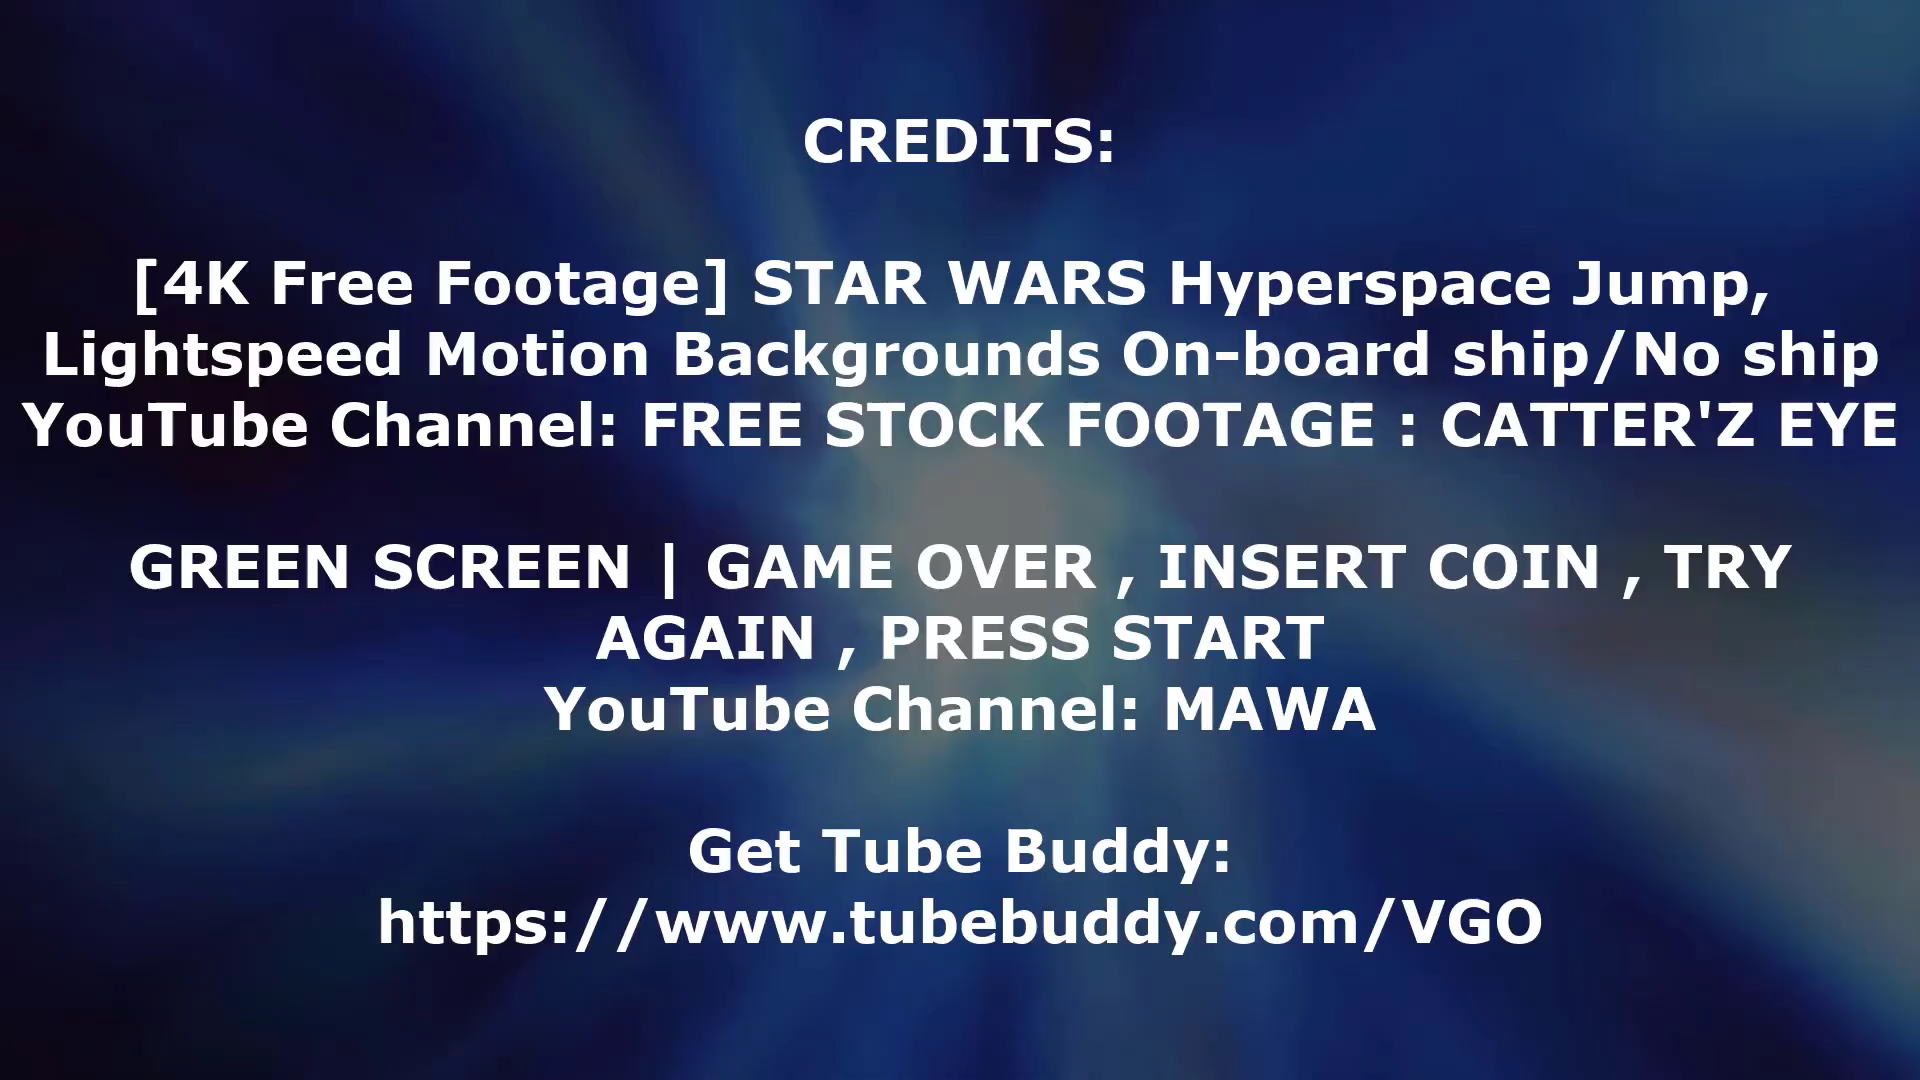 CREDITS:
[4K Free Footage] STAR WARS Hyperspace Jump,
Lightspeed Motion Backgrounds On-board ship/No ship
YouTube Channel: FREE STOCK FOOTAGE : CATTER'Z EYE
GREEN SCREEN | GAME OVER , INSERT COIN , TRY
AGAIN , PRESS START
YouTube Channel: MAWA
Get Tube Buddy:
https://www.tubebuddy.com/VGO